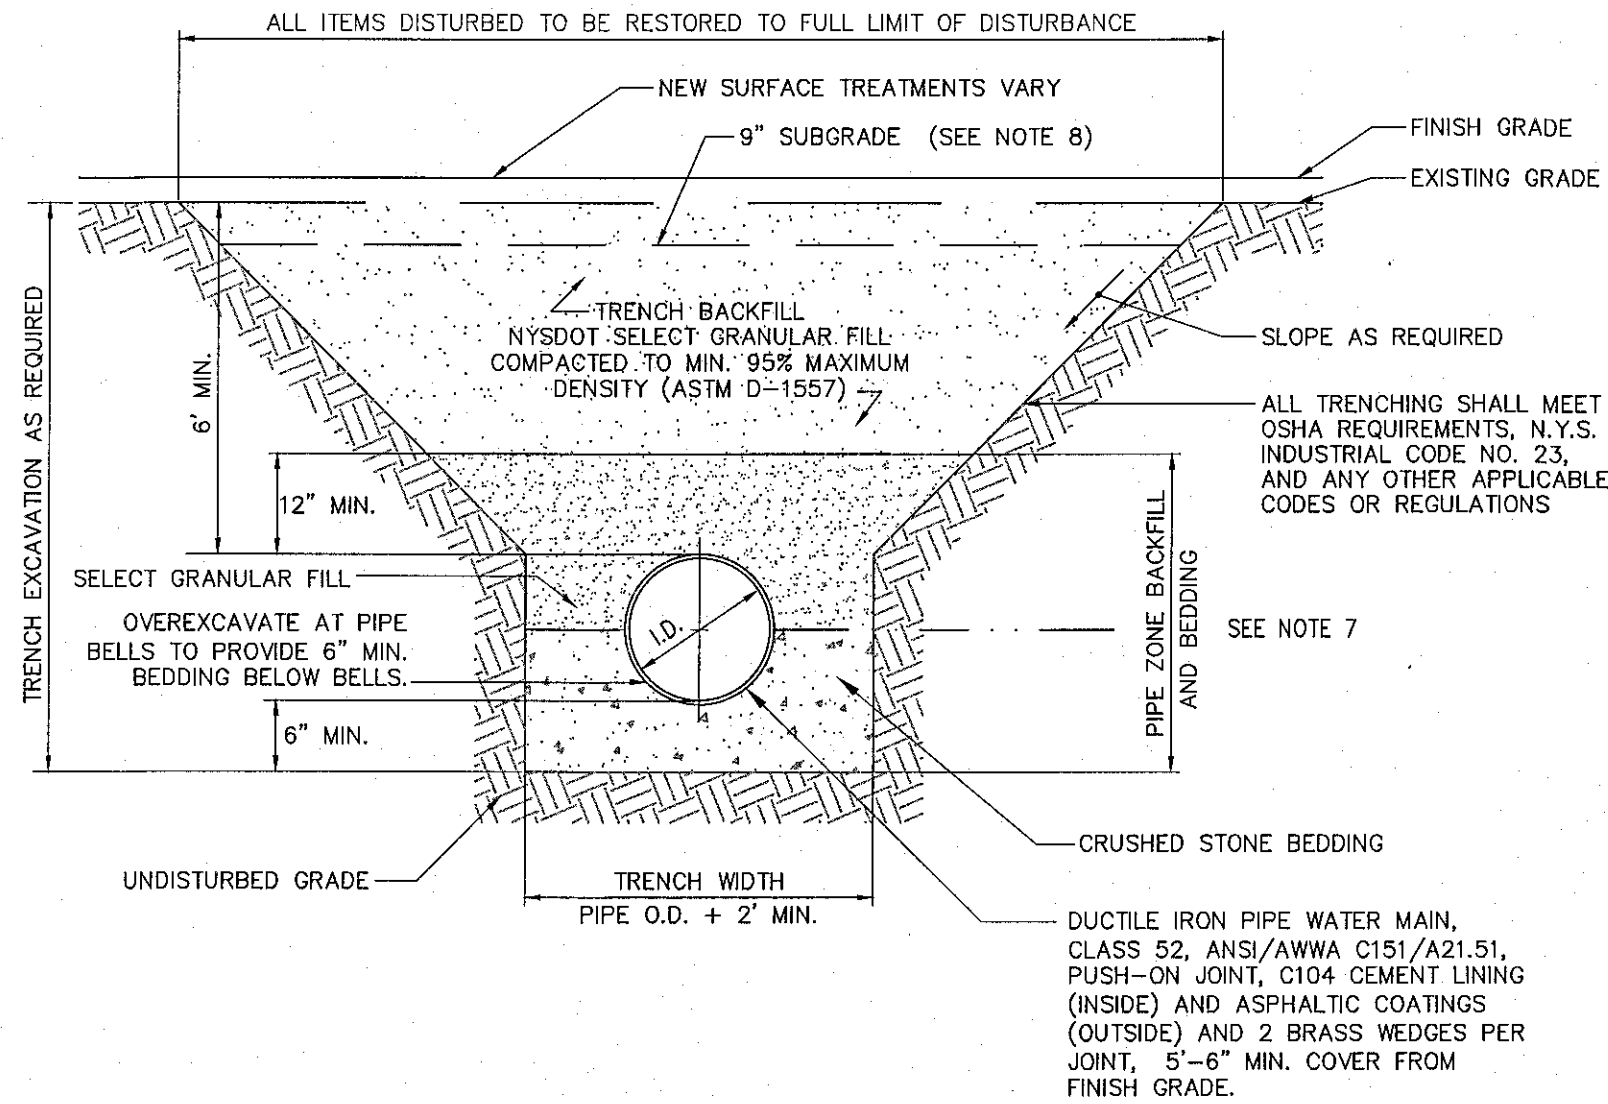 ALL ITEMS DISTURBED TO BE RESTORED TO FULL LIMIT OF DISTURBANCE
NEW SURFACE TREATMENTS VARY
9" SUBGRADE (SEE NOTE 8)
FINISH GRADE
EXISTING GRADE
TRENCH EXCAVATION AS REQUIRED
6' MIN.
TRENCH BACKFILL
NYSDOT SELECT GRANULAR FILL
COMPACTED TO MIN. 95% MAXIMUM
DENSITY (ASTM D-1557)
SLOPE AS REQUIRED
ALL TRENCHING SHALL MEET
OSHA REQUIREMENTS, N.Y.S.
INDUSTRIAL CODE NO. 23,
AND ANY OTHER APPLICABLE
CODES OR REGULATIONS
12" MIN.
SELECT GRANULAR FILL
OVEREXCAVATE AT PIPE
BELLS TO PROVIDE 6" MIN.
BEDDING BELOW BELLS.
I.D.
PIPE ZONE BACKFILL
AND BEDDING
SEE NOTE 7
6" MIN.
CRUSHED STONE BEDDING
UNDISTURBED GRADE
TRENCH WIDTH
PIPE O.D. + 2' MIN.
DUCTILE IRON PIPE WATER MAIN,
CLASS 52, ANSI/AWWA C151/A21.51,
PUSH-ON JOINT, C104 CEMENT LINING
(INSIDE) AND ASPHALTIC COATINGS
(OUTSIDE) AND 2 BRASS WEDGES PER
JOINT, 5'-6" MIN. COVER FROM
FINISH GRADE.